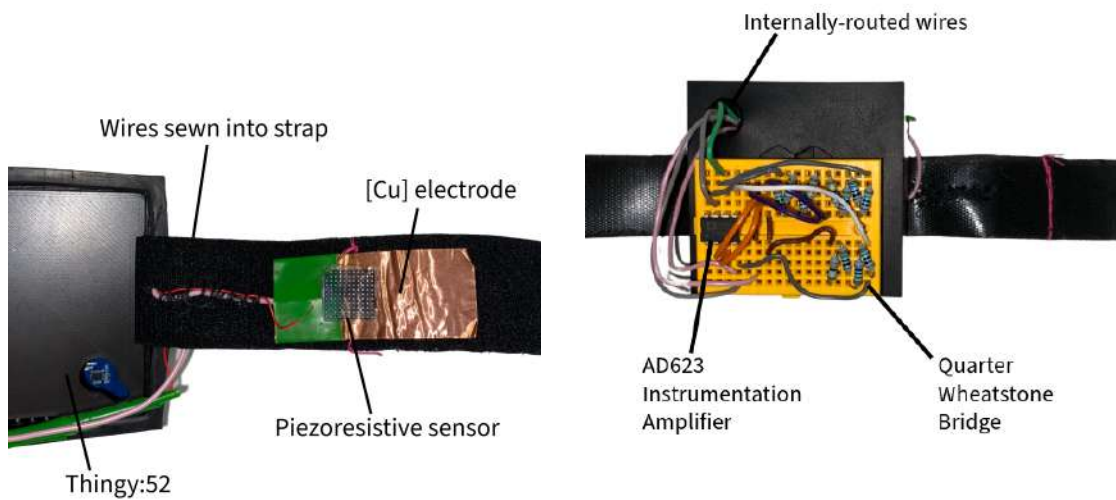 Internally-routed wires
Wires sewn into strap
[Cu] electrode
AD623
Instrumentation
Amplifier
Quarter
Wheatstone
Bridge
Piezoresistive sensor
Thingy:52